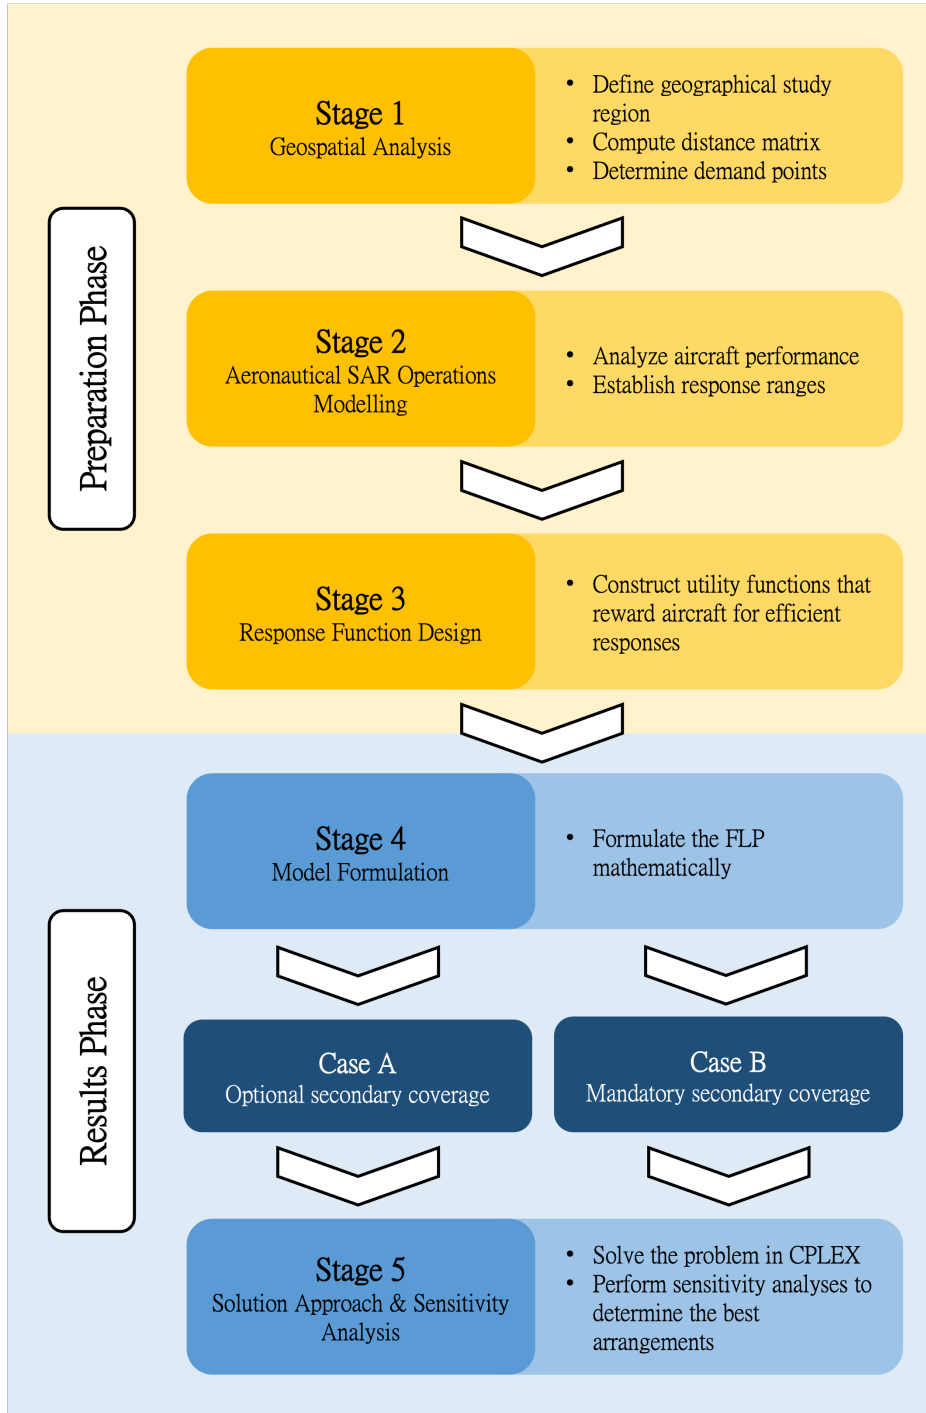 Preparation Phase
Stage 1
Geospatial Analysis
• Define geographical study
region
• Compute distance matrix
• Determine demand points
Stage 2
Aeronautical SAR Operations
Modelling
• Analyze aircraft performance
• Establish response ranges
Stage 3
Response Function Design
• Construct utility functions that
reward aircraft for efficient
responses
Results Phase
Stage 4
Model Formulation
• Formulate the FLP
mathematically
Case A
Optional secondary coverage
Case B
Mandatory secondary coverage
Stage 5
Solution Approach & Sensitivity
Analysis
• Solve the problem in CPLEX
• Perform sensitivity analyses to
determine the best
arrangements